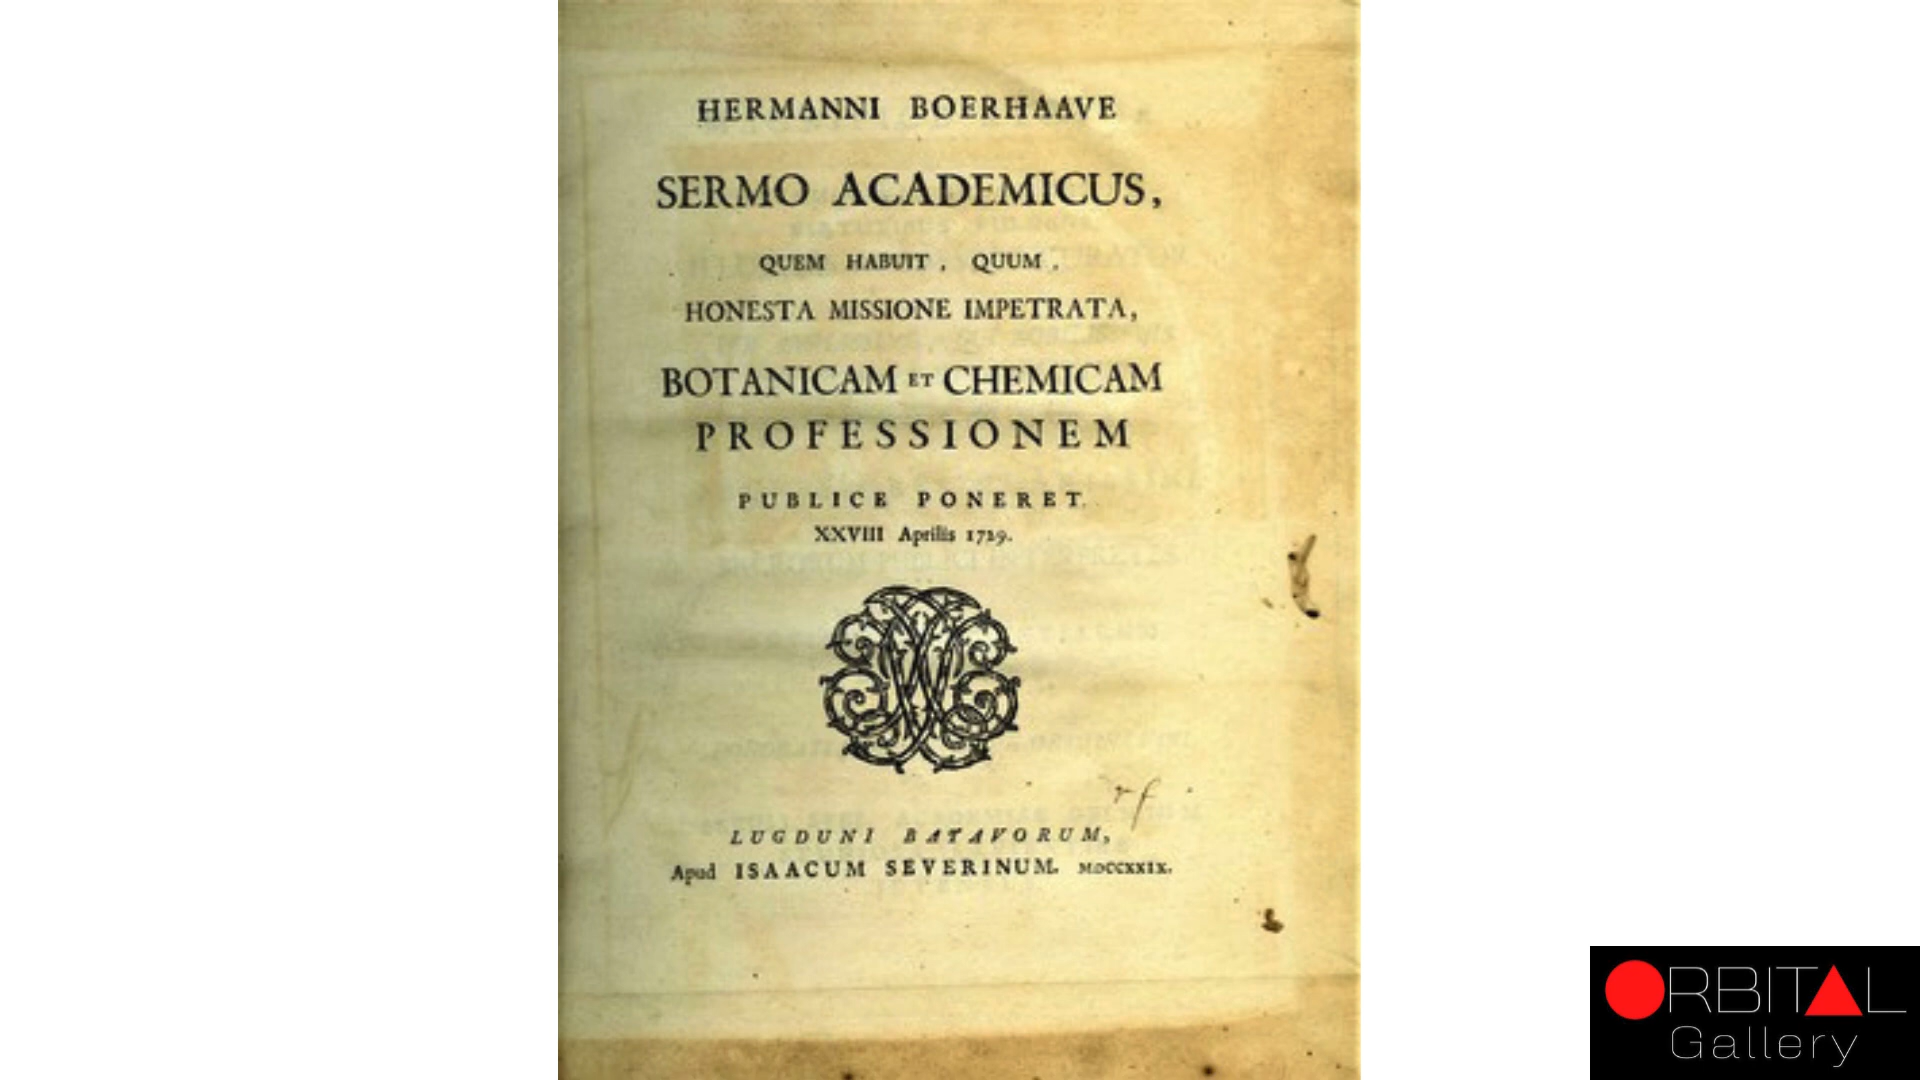 HERMANNI BOERHAAVE
SERMO ACADEMICUS,
QUEM HABUIT, QUUM,
HONESTA MISSIONE IMPETRATA,
BOTANICAM ET CHEMICAM
PROFESSIONEM
PUBLICE PONERET.
XXVIII Aprilis 1729.
rf
LUGDUNI BATAVORUM,
Apud ISAACUM SEVERINUM. MDCCXXIX.
ORBITAL
Gallery